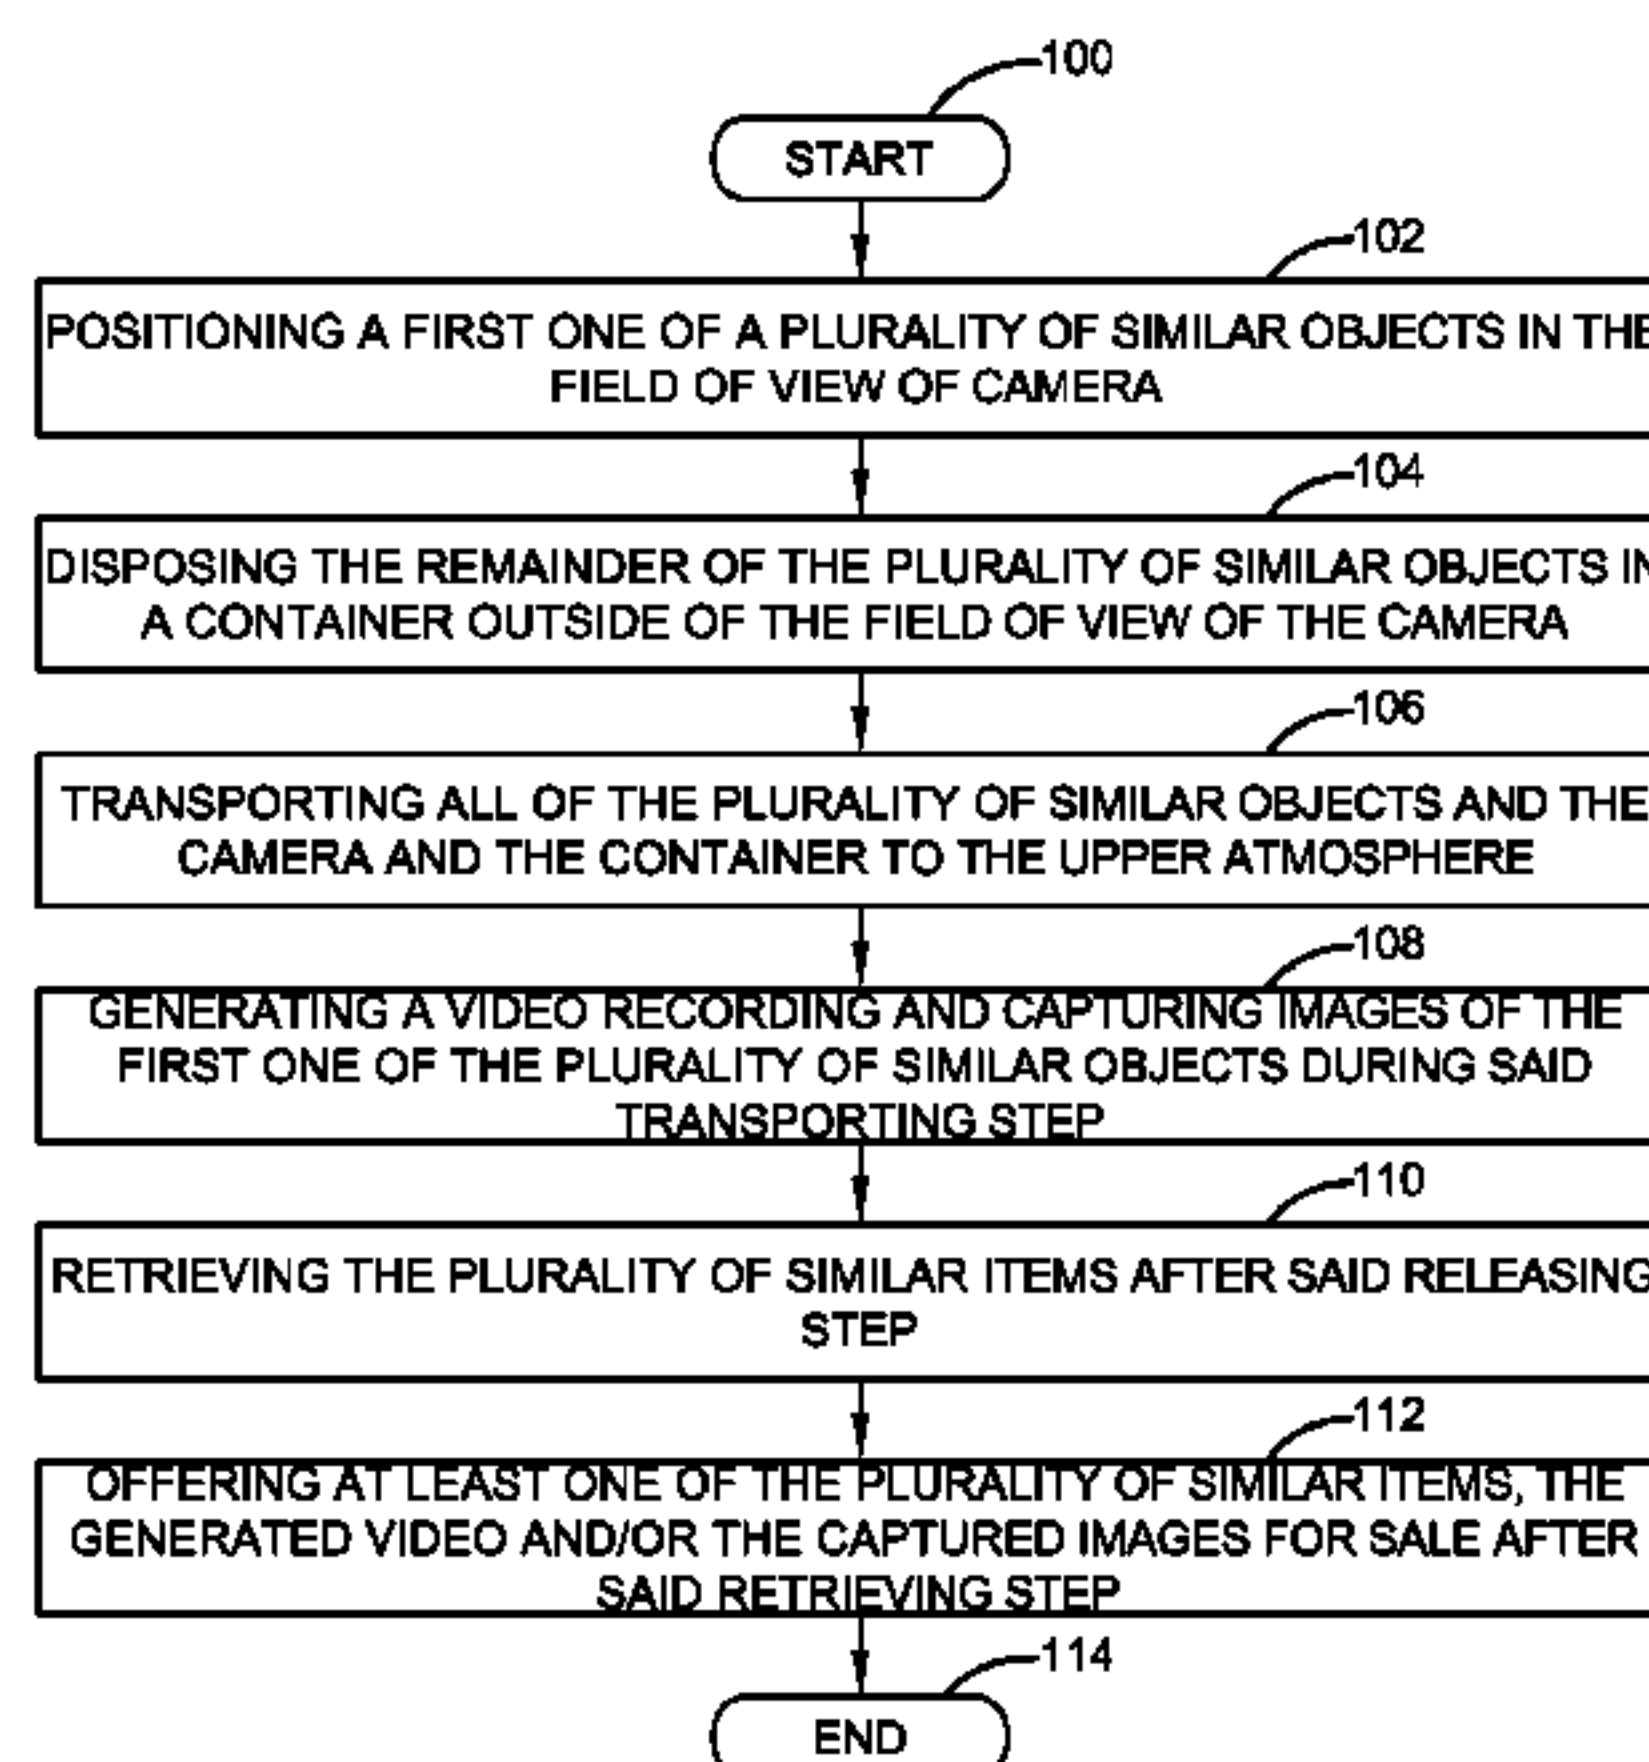 100
START
102
POSITIONING A FIRST ONE OF A PLURALITY OF SIMILAR OBJECTS IN THE
FIELD OF VIEW OF CAMERA
104
DISPOSING THE REMAINDER OF THE PLURALITY OF SIMILAR OBJECTS IN
A CONTAINER OUTSIDE OF THE FIELD OF VIEW OF THE CAMERA
106
TRANSPORTING ALL OF THE PLURALITY OF SIMILAR OBJECTS AND THE
CAMERA AND THE CONTAINER TO THE UPPER ATMOSPHERE
108
GENERATING A VIDEO RECORDING AND CAPTURING IMAGES OF THE
FIRST ONE OF THE PLURALITY OF SIMILAR OBJECTS DURING SAID
TRANSPORTING STEP
110
RETRIEVING THE PLURALITY OF SIMILAR ITEMS AFTER SAID RELEASING
STEP
112
OFFERING AT LEAST ONE OF THE PLURALITY OF SIMILAR ITEMS, THE
GENERATED VIDEO AND/OR THE CAPTURED IMAGES FOR SALE AFTER
SAID RETRIEVING STEP
114
END